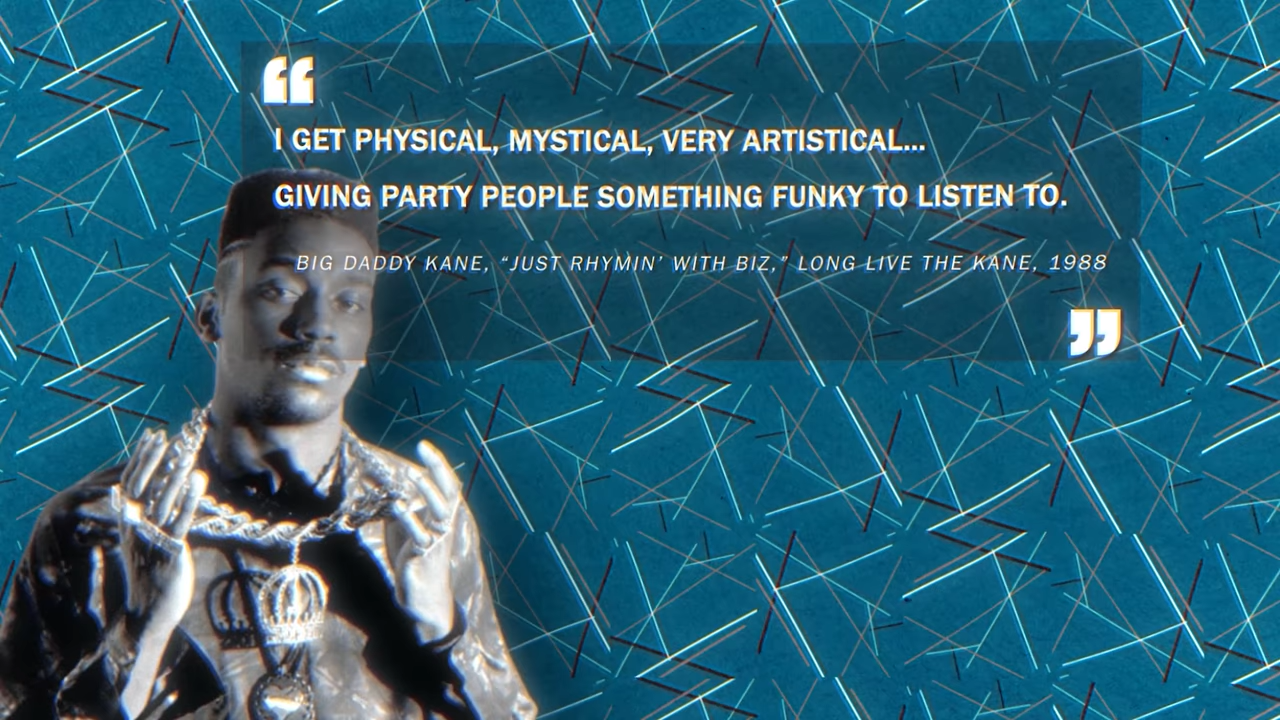 “
I GET PHYSICAL, MYSTICAL, VERY ARTISTICAL...
GIVING PARTY PEOPLE SOMETHING FUNKY TO LISTEN TO.
BIG DADDY KANE, “JUST RHYMIN’ WITH BIZ,” LONG LIVE THE KANE, 1988
”